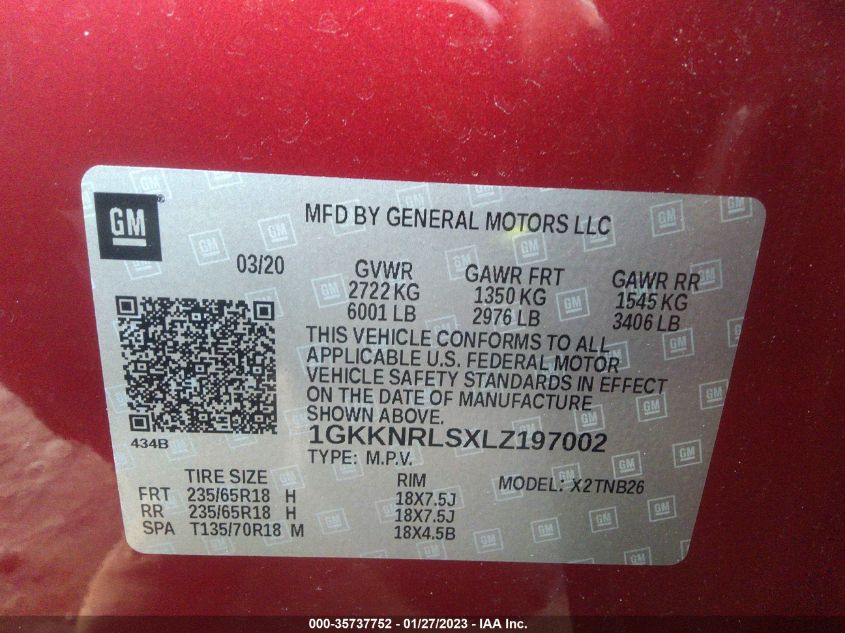 GM
MFD BY GENERAL MOTORS LLC
03/20 GVWR GAWR FRT GAWR RR
2722 KG 1350 KG 1545 KG
6001 LB 2976 LB 3406 LB
THIS VEHICLE CONFORMS TO ALL
APPLICABLE U.S. FEDERAL MOTOR
VEHICLE SAFETY STANDARDS IN EFFECT
ON THE DATE OF MANUFACTURE
SHOWN ABOVE.
434B
1GKKNRLSXLZ197002
TYPE: M.P.V.
TIRE SIZE RIM MODEL: X2TNB26
FRT 235/65R18 H 18X7.5J
RR 235/65R18 H 18X7.5J
SPA T135/70R18 M 18X4.5B
000-35737752 - 01/27/2023 - IAA Inc.